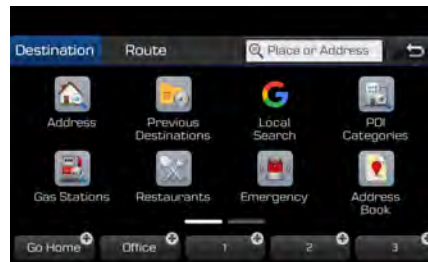 Destination
Route
Place or Address
Address
Previous
Destinations
Local
Search
POI
Categories
Gas Stations
Restaurants
Emergency
Address
Book
Go Home
Office
1
2
3